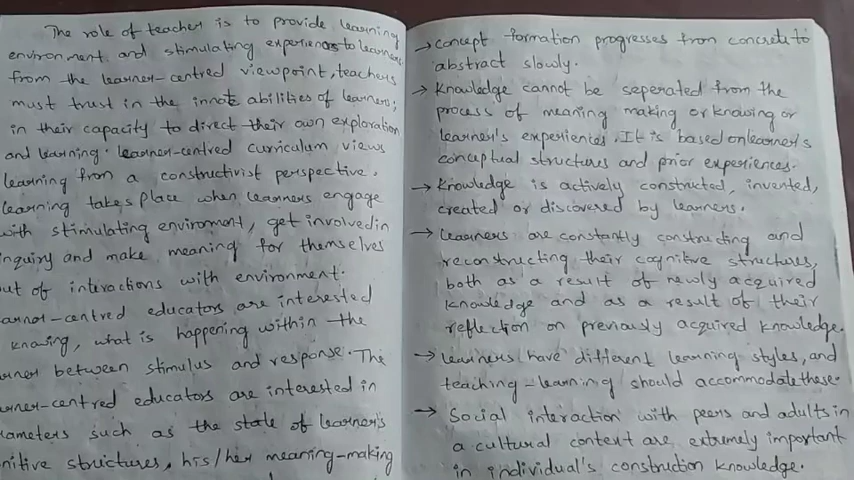 The role of teacher is to provide learning
environment and stimulating experiences to learners
from the learner-centred viewpoint, teachers
must trust in the innate abilities of learners;
in their capacity to direct their own exploration
and learning. learner-centred curriculum views
learning from a constructivist perspective.
learning takes place when learners engage
with stimulating enviroment, get involved in
inquiry and make meaning for themselves
out of interactions with environment.
arner-centred educators are interested
knowing, what is happening within the
rner between stimulus and response. The
rner-centred educators are interested in
rameters such as the state of learner's
nitive structures, his/her meaning-making
→ concept formation progresses from concrete to
abstract slowly.
→ Knowledge cannot be seperated from the
process of meaning making or knowing or
learner's experiences. It is based on learner's
conceptual structures and prior experiences.
→ Knowledge is actively constructed, invented,
created or discovered by learners.
→ Learners are constantly constructing and
reconstructing their cognitive structures,
both as a result of newly acquired
knowledge and as a result of their
reflection on previously acquired knowledge.
→ Learners have different learning styles, and
teaching-learning should accommodate these.
→ Social interaction with peers and adults in
a cultural context are extremely important
in individual's construction knowledge.